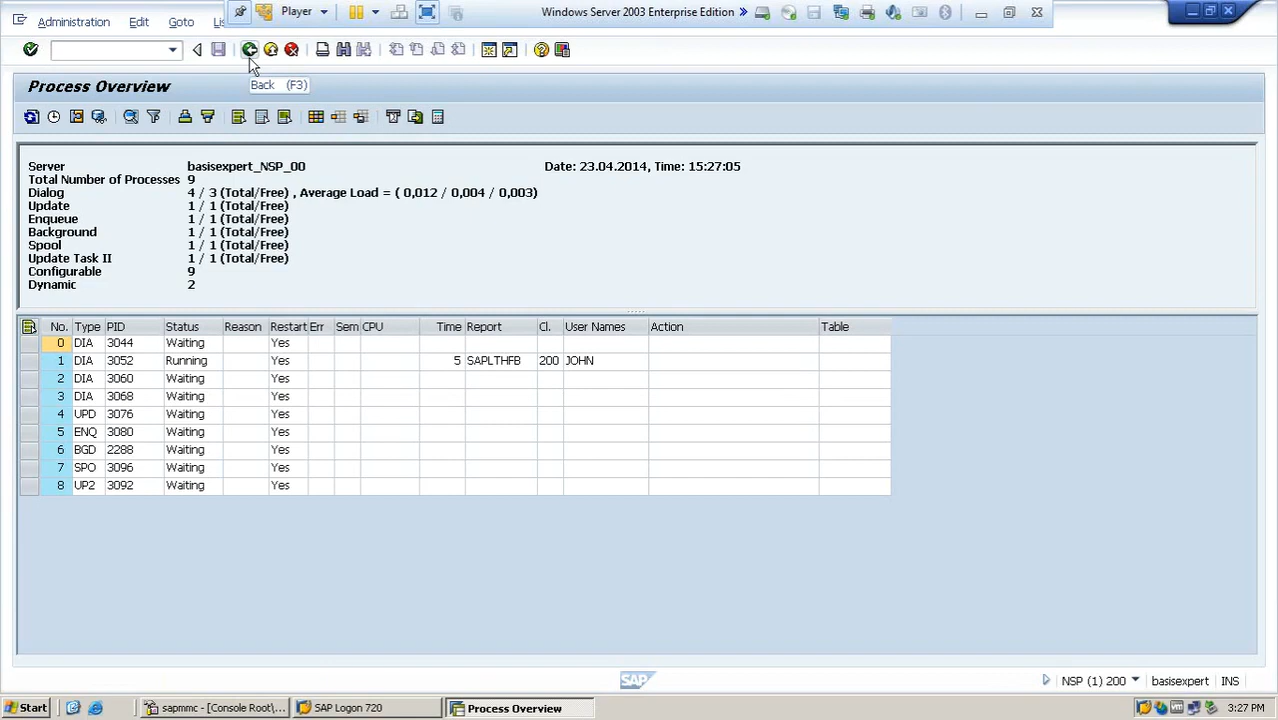 Administration Edit Goto Lis Player Windows Server 2003 Enterprise Edition
Back (F3)
Process Overview
Server basisexpert_NSP_00 Date: 23.04.2014, Time: 15:27:05
Total Number of Processes 9
Dialog 4 / 3 (Total/Free) , Average Load = ( 0,012 / 0,004 / 0,003)
Update 1 / 1 (Total/Free)
Enqueue 1 / 1 (Total/Free)
Background 1 / 1 (Total/Free)
Spool 1 / 1 (Total/Free)
Update Task II 1 / 1 (Total/Free)
Configurable 9
Dynamic 2
No. Type PID Status Reason Restart Err Sem CPU Time Report Cl. User Names Action Table
0 DIA 3044 Waiting Yes
1 DIA 3052 Running Yes 5 SAPLTHFB 200 JOHN
2 DIA 3060 Waiting Yes
3 DIA 3068 Waiting Yes
4 UPD 3076 Waiting Yes
5 ENQ 3080 Waiting Yes
6 BGD 2288 Waiting Yes
7 SPO 3096 Waiting Yes
8 UP2 3092 Waiting Yes
SAP NSP (1) 200 basisexpert INS
Start sapmmc - [Console Root\... SAP Logon 720 Process Overview 3:27 PM